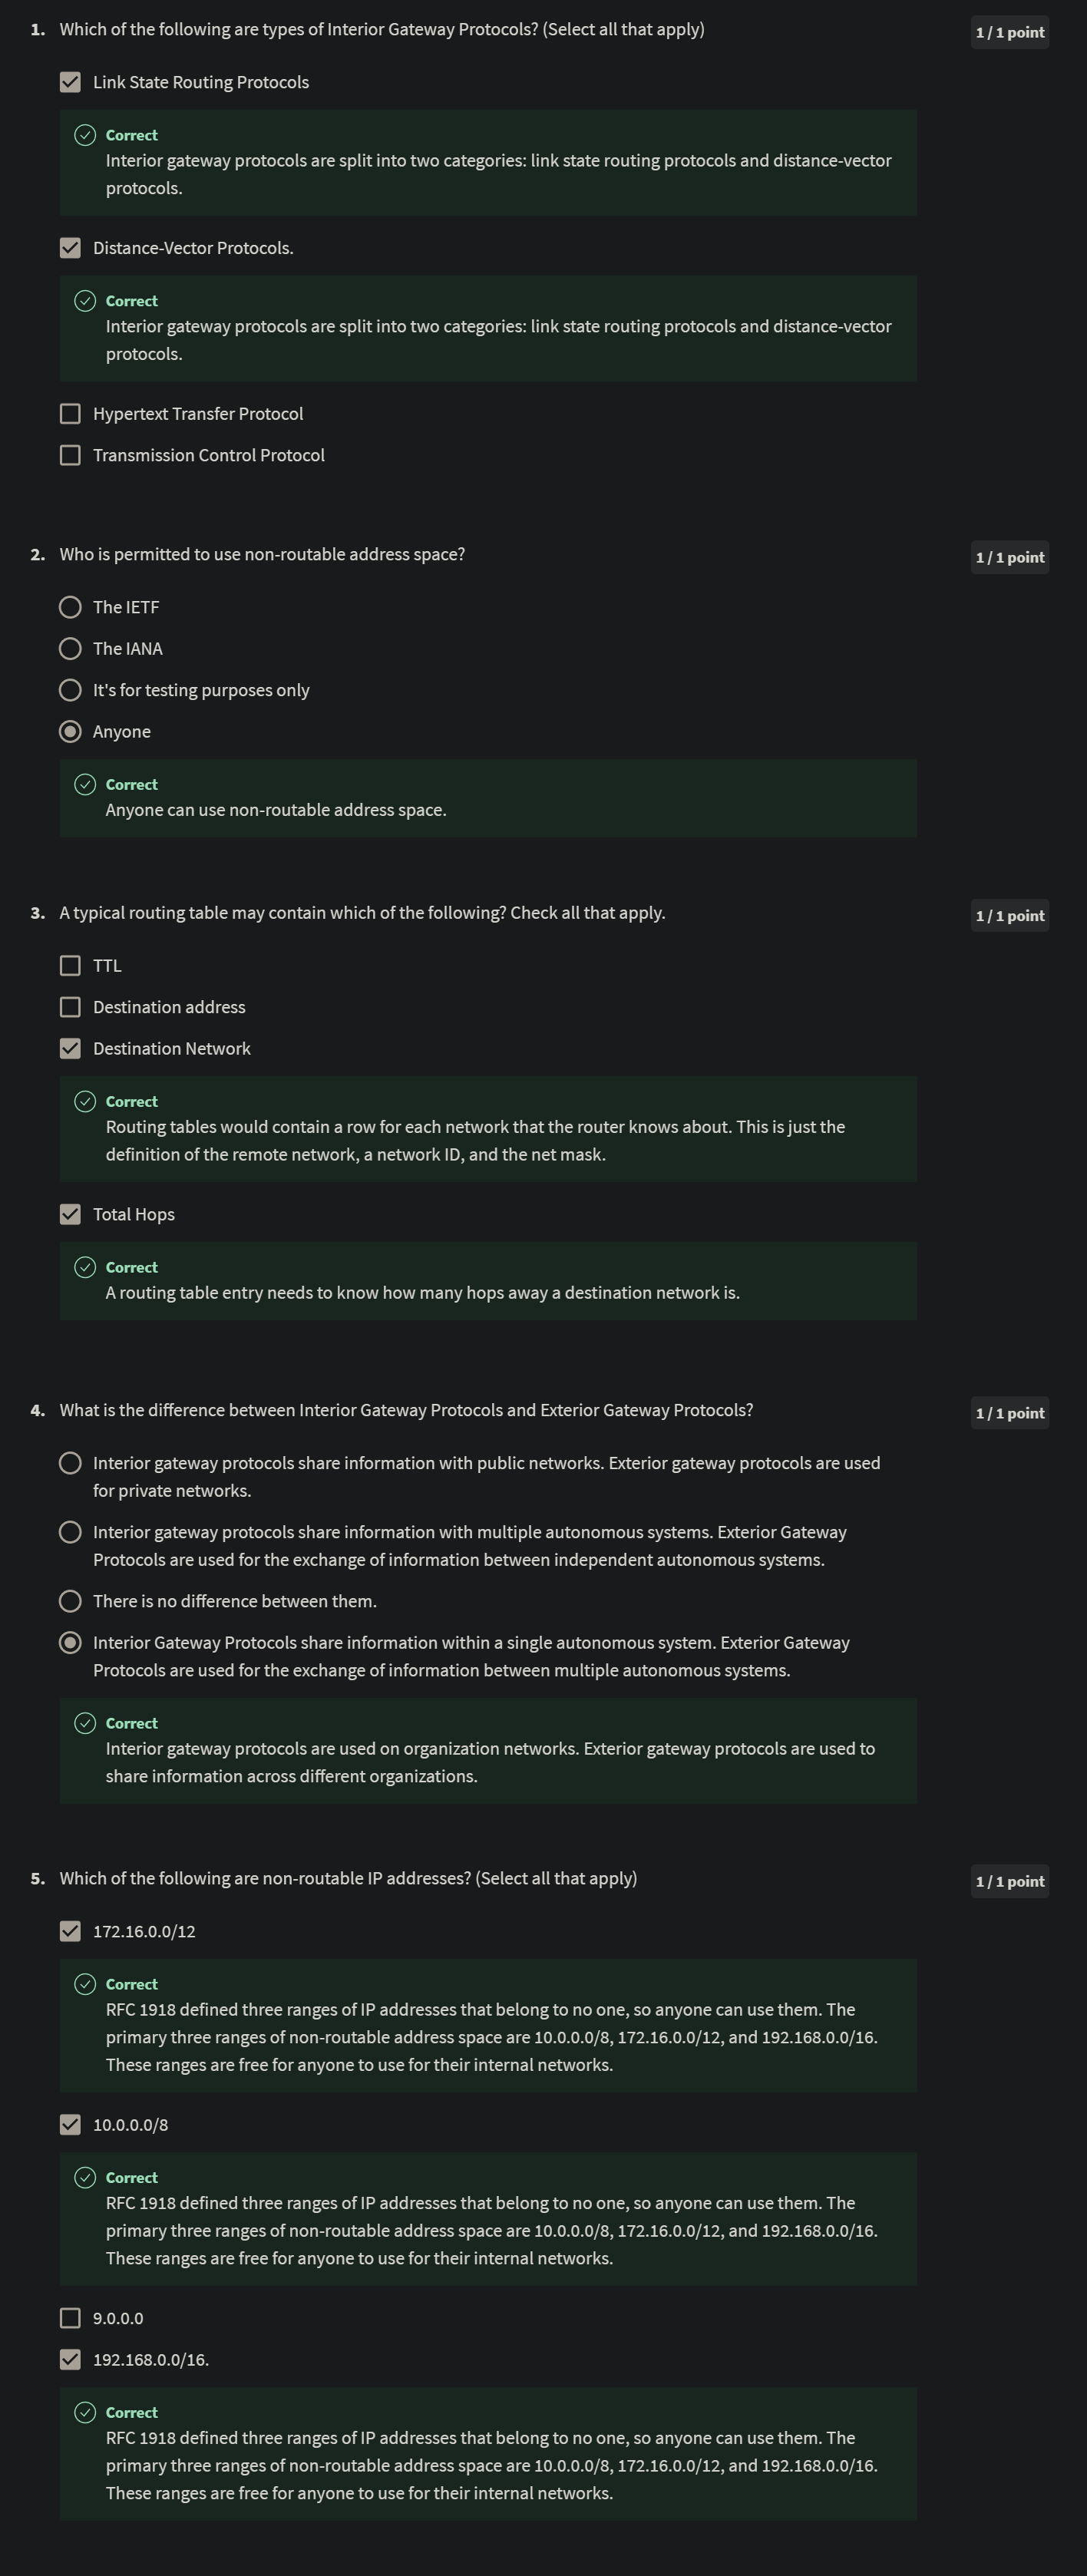 1. Which of the following are types of Interior Gateway Protocols? (Select all that apply)
1 / 1 point
Link State Routing Protocols
Correct
Interior gateway protocols are split into two categories: link state routing protocols and distance-vector
protocols.
Distance-Vector Protocols.
Correct
Interior gateway protocols are split into two categories: link state routing protocols and distance-vector
protocols.
Hypertext Transfer Protocol
Transmission Control Protocol
2. Who is permitted to use non-routable address space?
1 / 1 point
The IETF
The IANA
It's for testing purposes only
Anyone
Correct
Anyone can use non-routable address space.
3. A typical routing table may contain which of the following? Check all that apply.
1 / 1 point
TTL
Destination address
Destination Network
Correct
Routing tables would contain a row for each network that the router knows about. This is just the
definition of the remote network, a network ID, and the net mask.
Total Hops
Correct
A routing table entry needs to know how many hops away a destination network is.
4. What is the difference between Interior Gateway Protocols and Exterior Gateway Protocols?
1 / 1 point
Interior gateway protocols share information with public networks. Exterior gateway protocols are used
for private networks.
Interior gateway protocols share information with multiple autonomous systems. Exterior Gateway
Protocols are used for the exchange of information between independent autonomous systems.
There is no difference between them.
Interior Gateway Protocols share information within a single autonomous system. Exterior Gateway
Protocols are used for the exchange of information between multiple autonomous systems.
Correct
Interior gateway protocols are used on organization networks. Exterior gateway protocols are used to
share information across different organizations.
5. Which of the following are non-routable IP addresses? (Select all that apply)
1 / 1 point
172.16.0.0/12
Correct
RFC 1918 defined three ranges of IP addresses that belong to no one, so anyone can use them. The
primary three ranges of non-routable address space are 10.0.0.0/8, 172.16.0.0/12, and 192.168.0.0/16.
These ranges are free for anyone to use for their internal networks.
10.0.0.0/8
Correct
RFC 1918 defined three ranges of IP addresses that belong to no one, so anyone can use them. The
primary three ranges of non-routable address space are 10.0.0.0/8, 172.16.0.0/12, and 192.168.0.0/16.
These ranges are free for anyone to use for their internal networks.
9.0.0.0
192.168.0.0/16.
Correct
RFC 1918 defined three ranges of IP addresses that belong to no one, so anyone can use them. The
primary three ranges of non-routable address space are 10.0.0.0/8, 172.16.0.0/12, and 192.168.0.0/16.
These ranges are free for anyone to use for their internal networks.